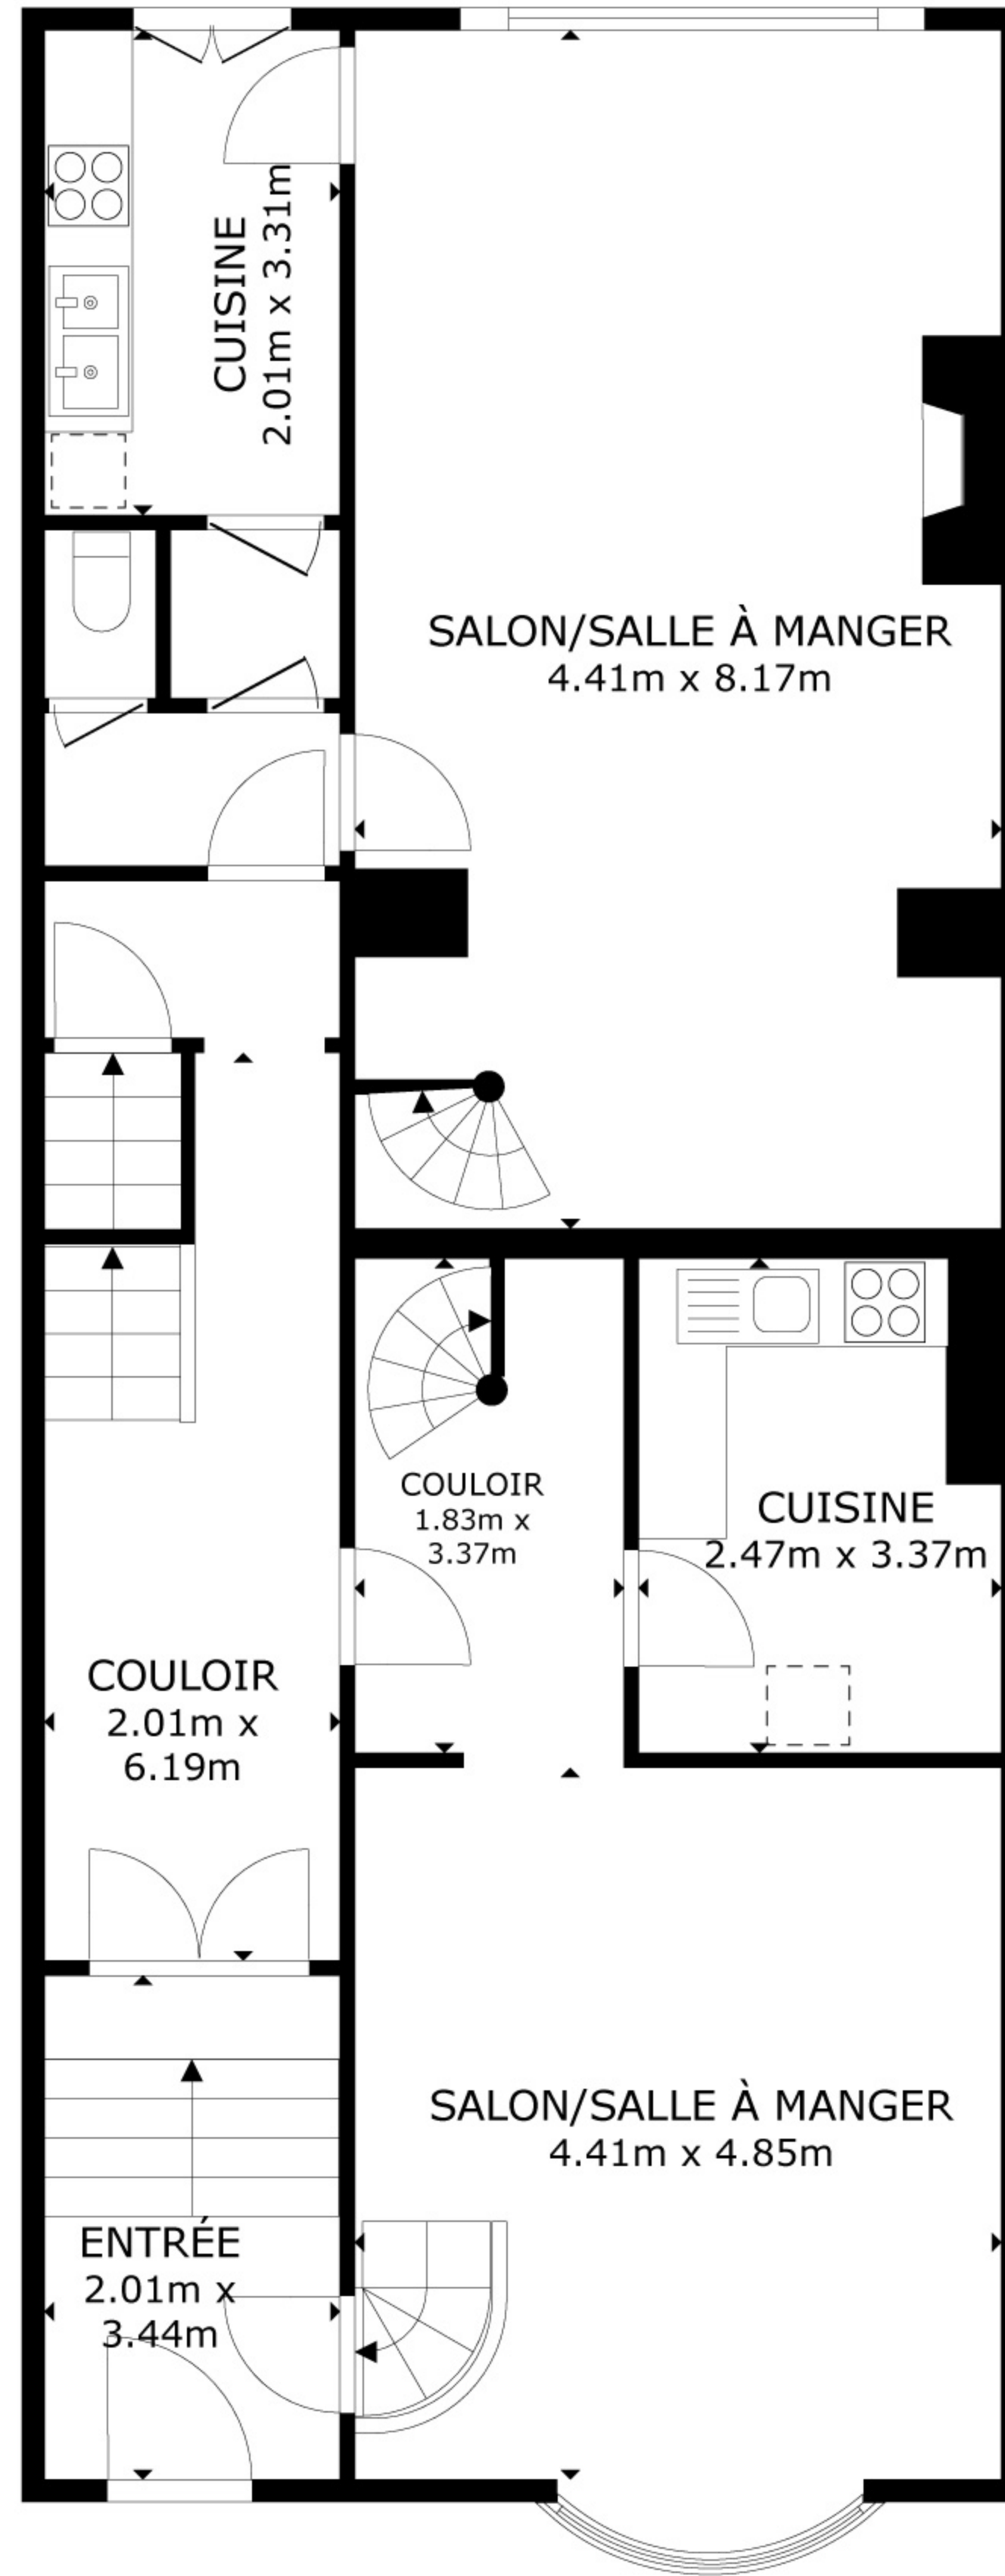 CUISINE
2.01m x 3.31m
SALON/SALLE À MANGER
4.41m x 8.17m
COULOIR
1.83m x
3.37m
CUISINE
2.47m x 3.37m
COULOIR
2.01m x
6.19m
SALON/SALLE À MANGER
4.41m x 4.85m
ENTRÉE
2.01m x
3.44m